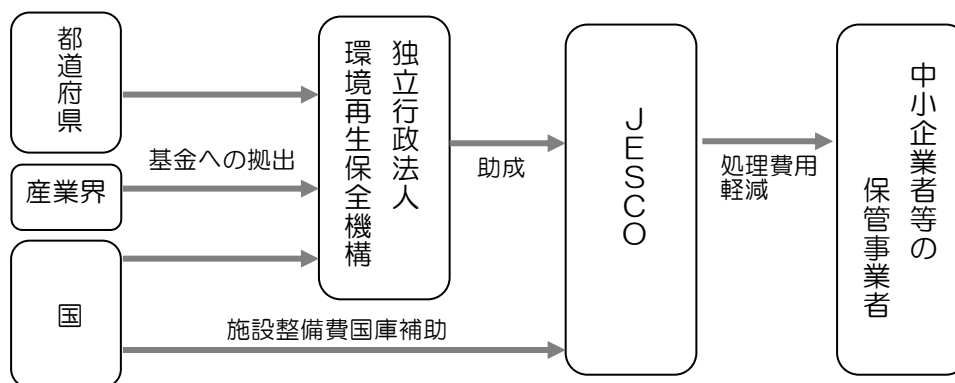 都道府県
産業界
国
基金への拠出
独立行政法人
環境再生保全機構
助成
施設整備費国庫補助
JESCO
処理費用
軽減
中小企業者等の
保管事業者